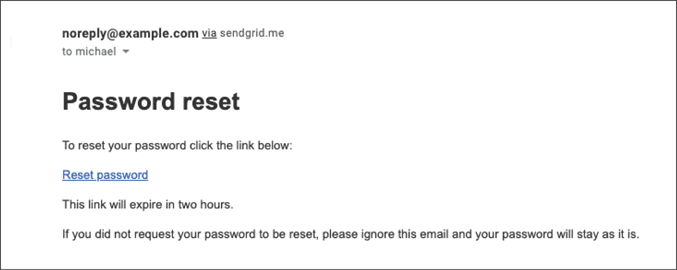 noreply@example.com via sendgrid.me
to michael
Password reset
To reset your password click the link below:
Reset password
This link will expire in two hours.
If you did not request your password to be reset, please ignore this email and your password will stay as it is.